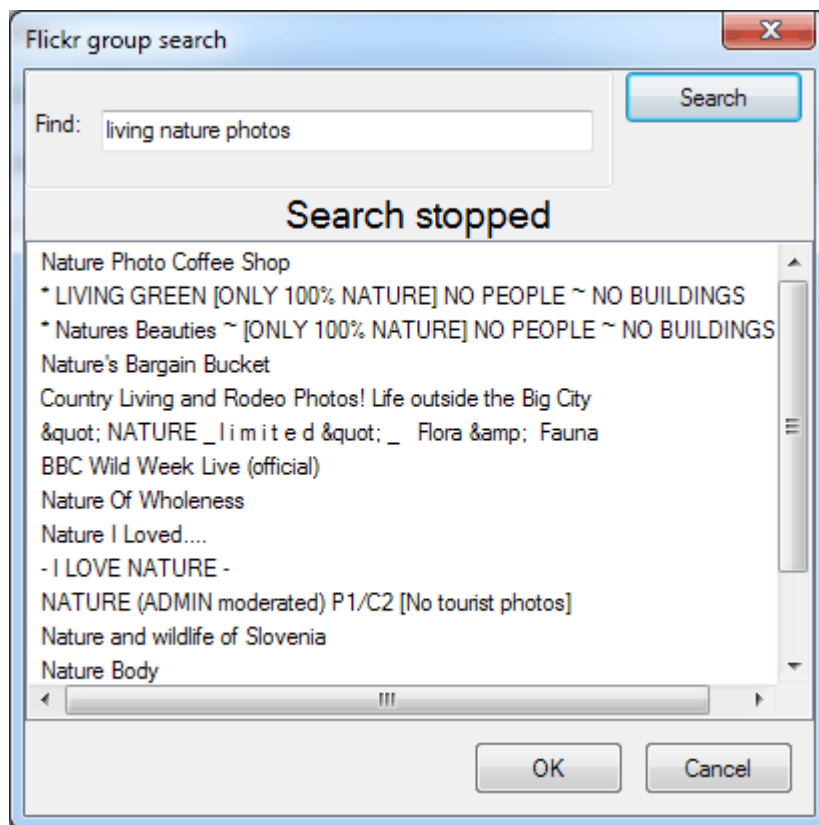 Flickr group search
Search
Find: living nature photos
Search stopped
Nature Photo Coffee Shop
* LIVING GREEN [ONLY 100% NATURE] NO PEOPLE ~ NO BUILDINGS
* Natures Beauties ~ [ONLY 100% NATURE] NO PEOPLE ~ NO BUILDINGS
Nature's Bargain Bucket
Country Living and Rodeo Photos! Life outside the Big City
&quot; NATURE _ l i m i t e d &quot; _ Flora &amp; Fauna
BBC Wild Week Live (official)
Nature Of Wholeness
Nature I Loved....
- I LOVE NATURE -
NATURE (ADMIN moderated) P1/C2 [No tourist photos]
Nature and wildlife of Slovenia
Nature Body
OK Cancel